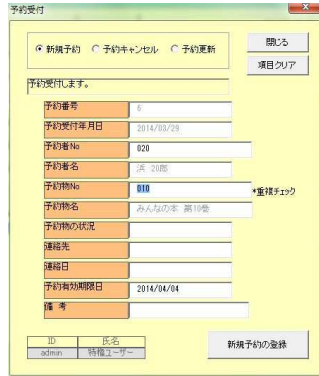 予約受付
新規予約 予約キャンセル 予約更新
閉じる
項目クリア
予約受付します。
予約番号 6
予約受付年月日 2014/03/29
予約者No 020
予約者名 浜 20郎
予約物No 010 *重複チェック
予約物名 みんなの本 第10巻
予約物の状況
連絡先
連絡日
予約有効期限日 2014/04/04
備 考
ID 氏名
admin 特権ユーザー
新規予約の登録